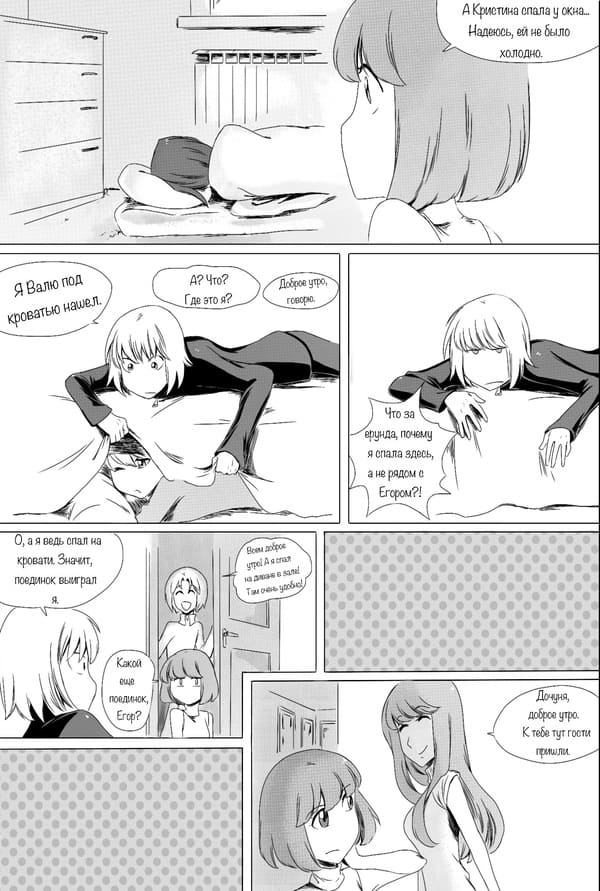 А Кристина спала у окна...
Надеюсь, ей не было
холодно.
Я Валю под
кроватью нашел.
А? Что?
Где это я?
Доброе утро,
говорю.
Что за
ерунда, почему
я спала здесь,
а не рядом с
Егором?!
О, а я ведь спал на
кровати. Значит,
поединок выиграл
я.
Всем доброе
утро! А я спал
на диване в зале!
Там очень удобно!
Какой
еще
поединок,
Егор?
Дочуня,
доброе утро.
К тебе тут гости
пришли.